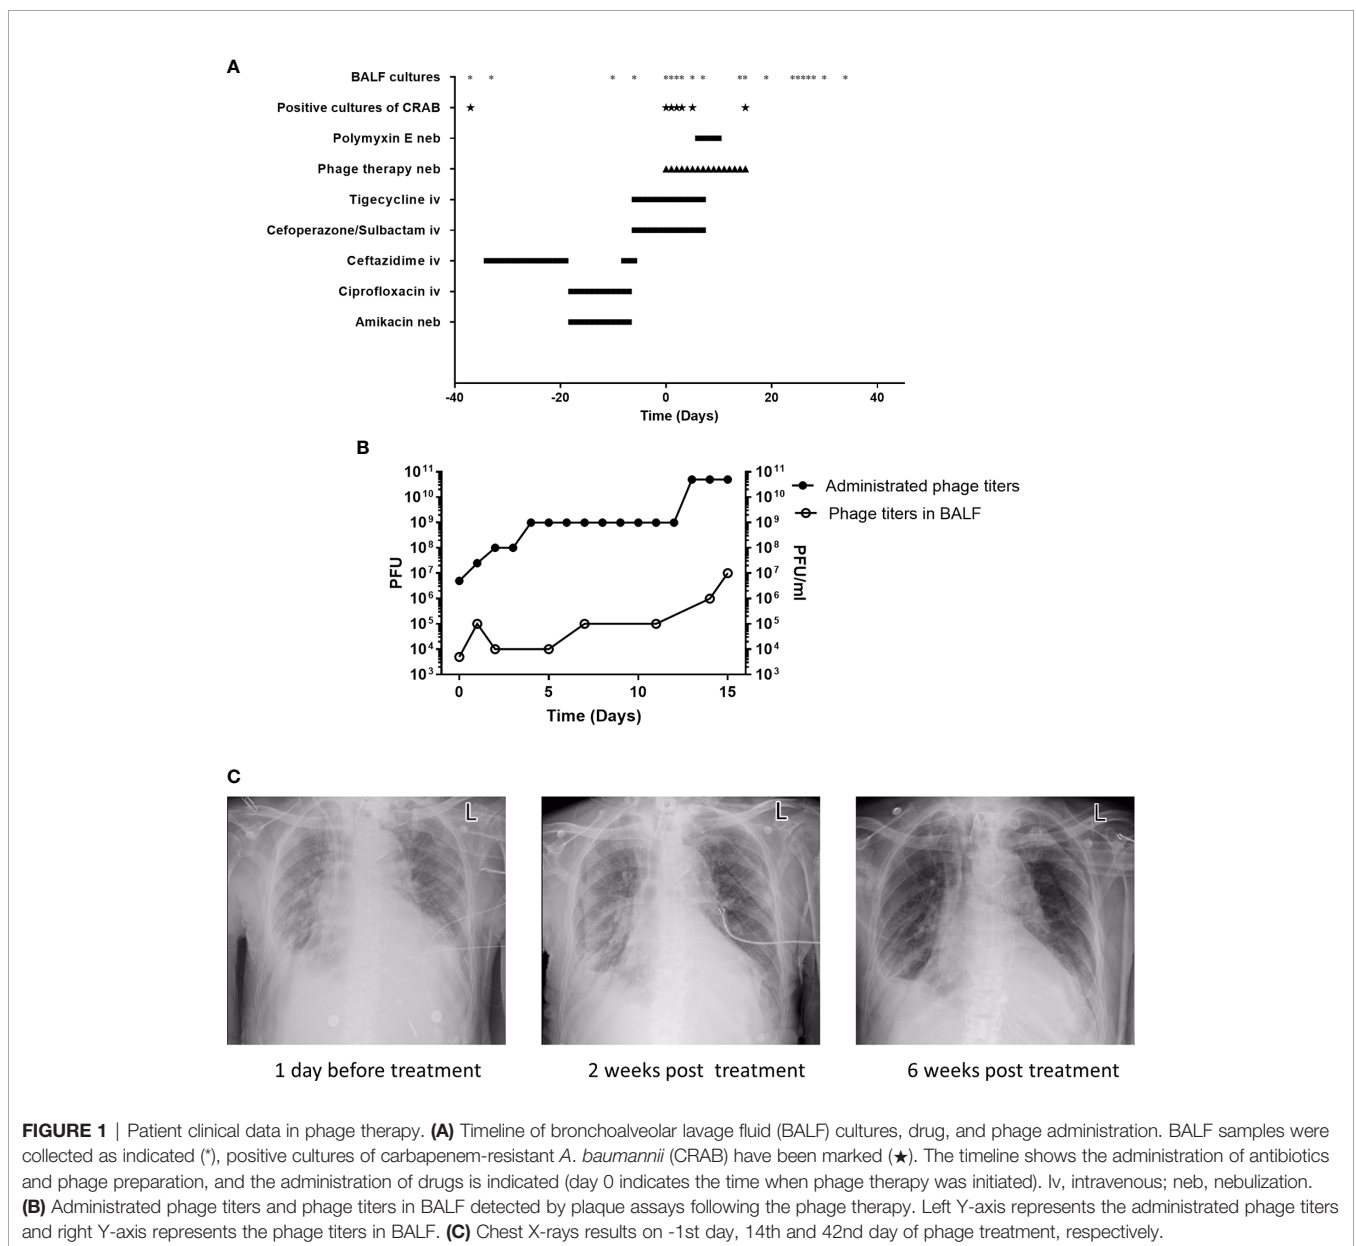 A
BALF cultures
Positive cultures of CRAB
Polymyxin E neb
Phage therapy neb
Tigecycline iv
Cefoperazone/Sulbactam iv
Ceftazidime iv
Ciprofloxacin iv
Amikacin neb
-40 -20 0 20 40
Time (Days)
B
10¹¹ 10¹¹
10¹⁰ 10¹⁰
10⁹ 10⁹
10⁸ 10⁸
10⁷ 10⁷
10⁶ 10⁶
10⁵ 10⁵
10⁴ 10⁴
10³ 10³
PFU
PFU/ml
Administrated phage titers
Phage titers in BALF
0 5 10 15
Time (Days)
C
L
L
L
1 day before treatment
2 weeks post treatment
6 weeks post treatment
FIGURE 1 | Patient clinical data in phage therapy. (A) Timeline of bronchoalveolar lavage fluid (BALF) cultures, drug, and phage administration. BALF samples were
collected as indicated (*), positive cultures of carbapenem-resistant A. baumannii (CRAB) have been marked (★). The timeline shows the administration of antibiotics
and phage preparation, and the administration of drugs is indicated (day 0 indicates the time when phage therapy was initiated). Iv, intravenous; neb, nebulization.
(B) Administrated phage titers and phage titers in BALF detected by plaque assays following the phage therapy. Left Y-axis represents the administrated phage titers
and right Y-axis represents the phage titers in BALF. (C) Chest X-rays results on -1st day, 14th and 42nd day of phage treatment, respectively.